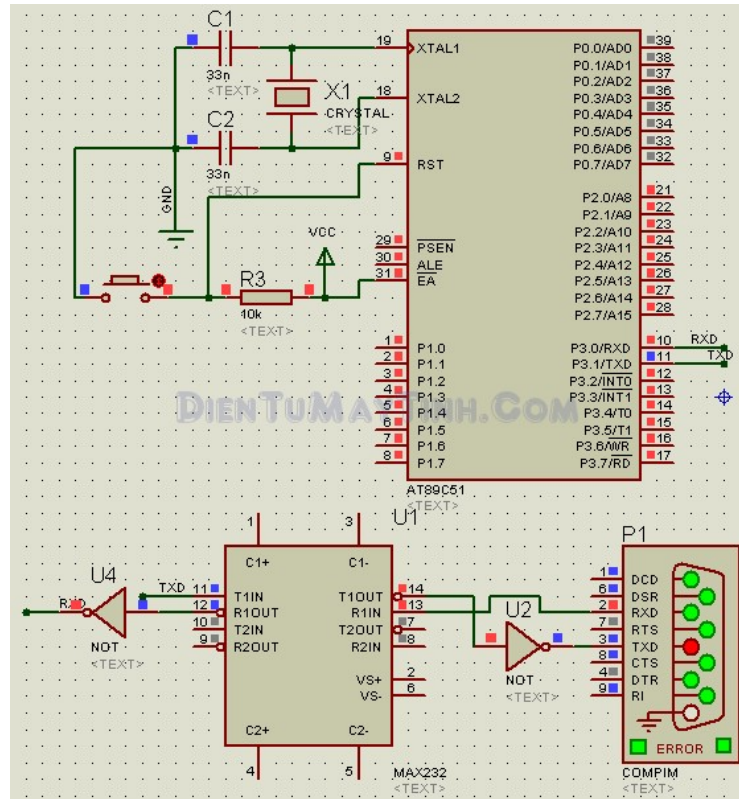 C1
33n
<TEXT>
X1
CRYSTAL
<TEXT>
C2
33n
<TEXT>
GND
VCC
R3
10k
<TEXT>
19 XTAL1
18 XTAL2
9 RST
29 PSEN
30 ALE
31 EA
1 P1.0
2 P1.1
3 P1.2
4 P1.3
5 P1.4
6 P1.5
7 P1.6
8 P1.7
P0.0/AD0 39
P0.1/AD1 38
P0.2/AD2 37
P0.3/AD3 36
P0.4/AD4 35
P0.5/AD5 34
P0.6/AD6 33
P0.7/AD7 32
P2.0/A8 21
P2.1/A9 22
P2.2/A10 23
P2.3/A11 24
P2.4/A12 25
P2.5/A13 26
P2.6/A14 27
P2.7/A15 28
P3.0/RXD 10 RXD
P3.1/TXD 11 TXD
P3.2/INT0 12
P3.3/INT1 13
P3.4/T0 14
P3.5/T1 15
P3.6/WR 16
P3.7/RD 17
DienTuMayTinh.Com
AT89C51
<TEXT>
U1
1
3
C1+ C1-
TXD 11 T1IN
12 R1OUT
10 T2IN
9 R2OUT
T1OUT 14
R1IN 13
T2OUT 7
R2IN 8
VS+ 2
VS- 6
C2+ C2-
4
5
MAX232
<TEXT>
U4
RXD
NOT
<TEXT>
U2
NOT
<TEXT>
P1
1 DCD
6 DSR
2 RXD
7 RTS
3 TXD
8 CTS
4 DTR
9 RI
ERROR
COMPIM
<TEXT>